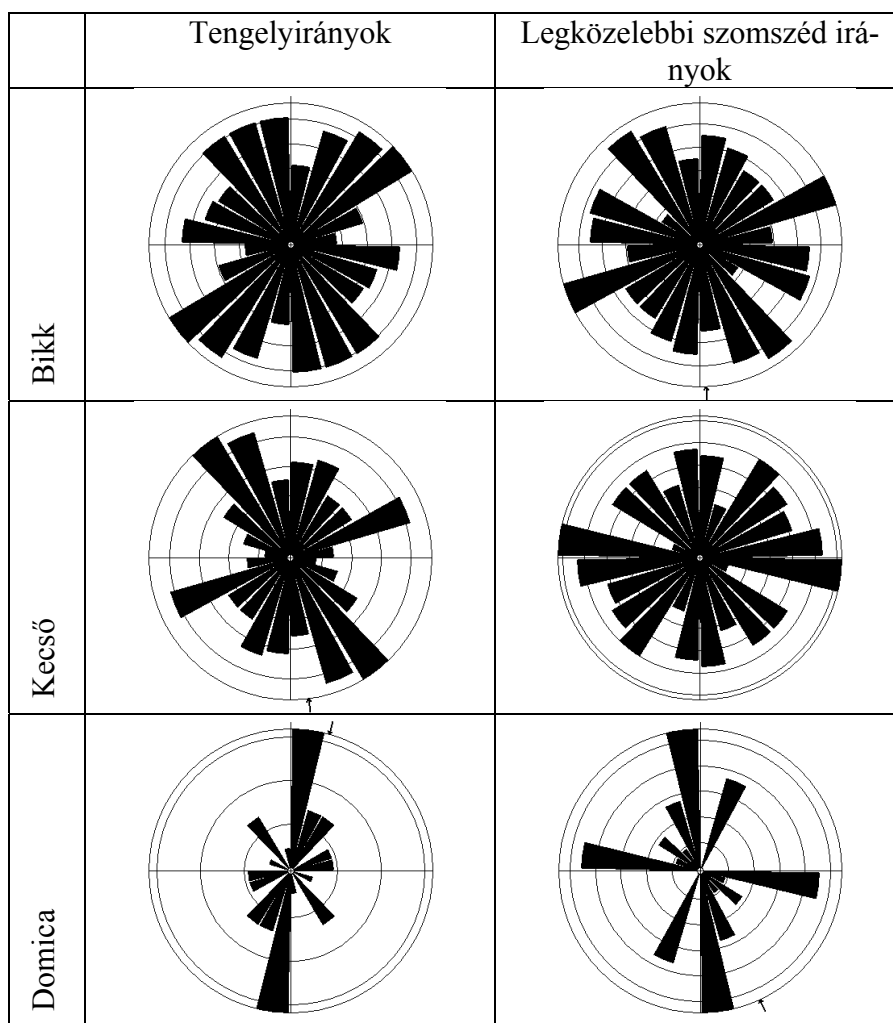 Tengelyirányok
Legközelebbi szomszéd irá-
nyok
Bikk
Kecső
Domica